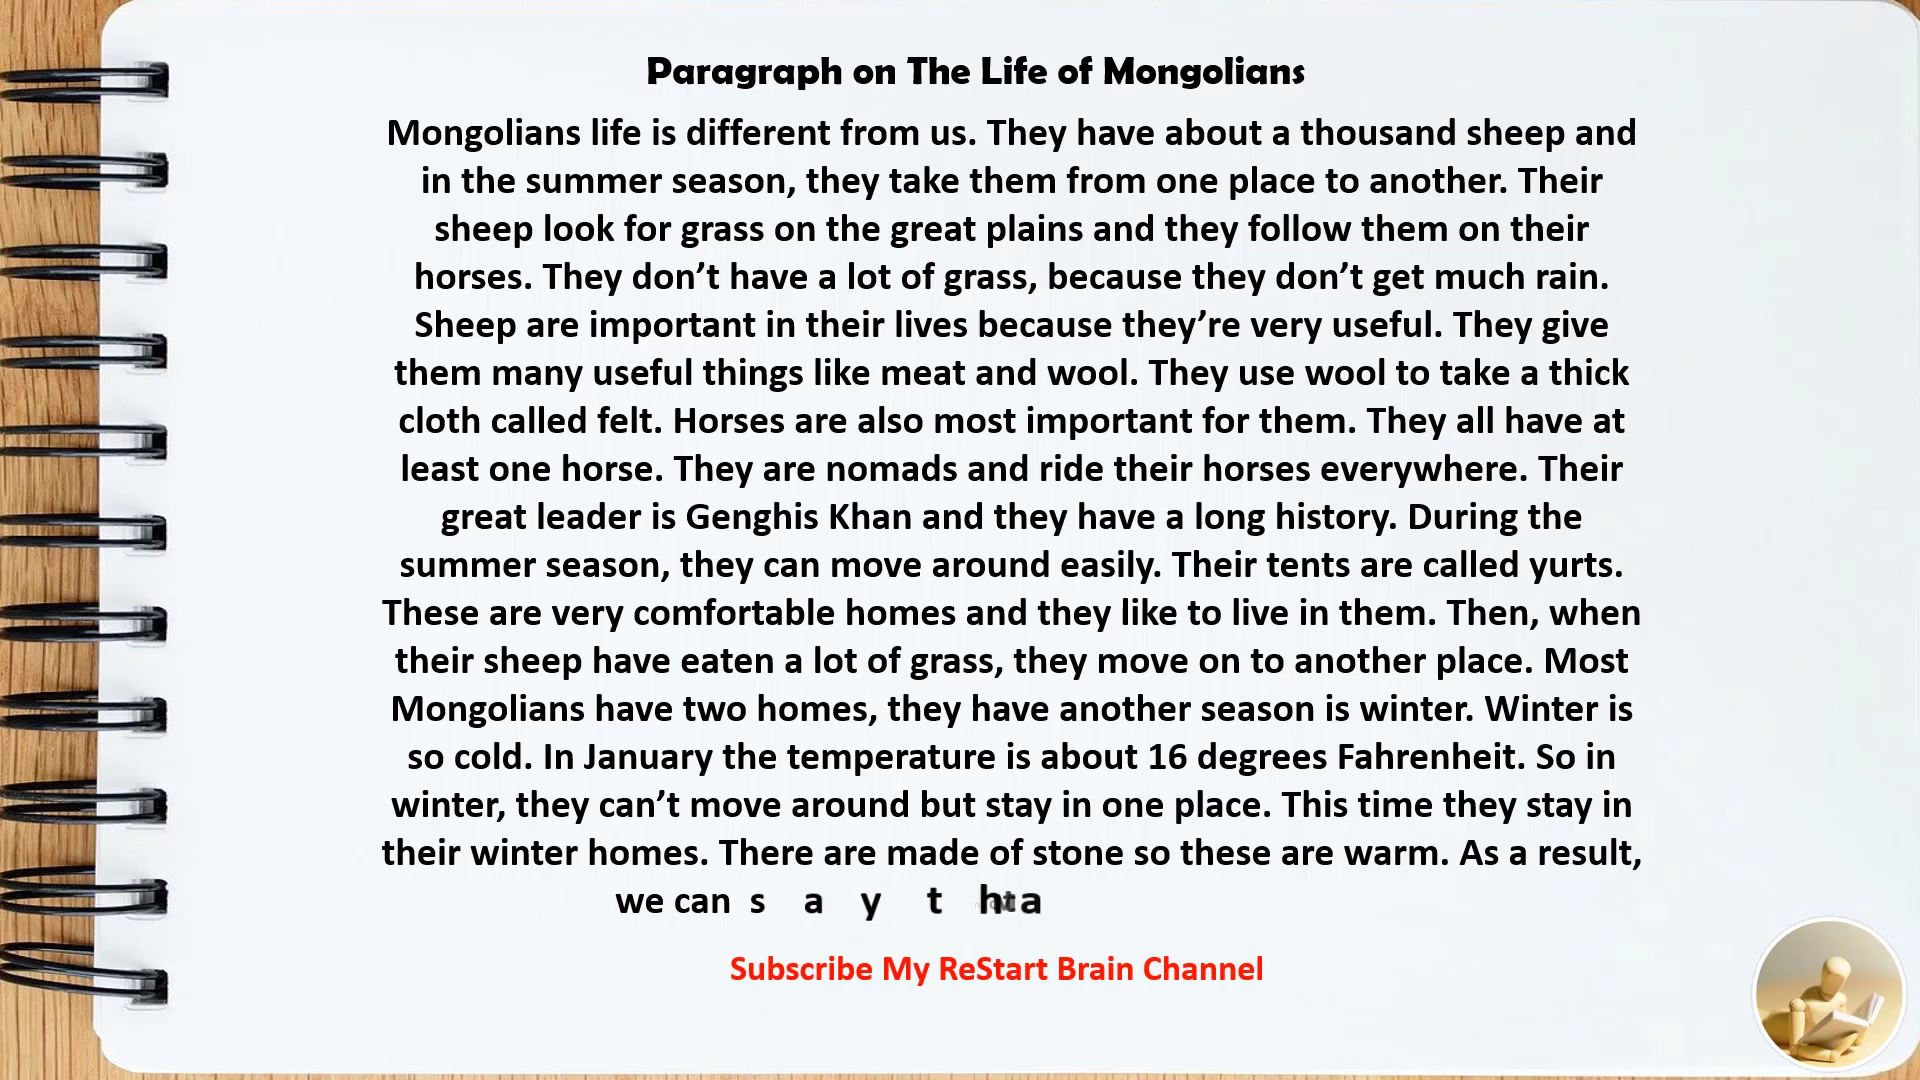 Paragraph on The Life of Mongolians
Mongolians life is different from us. They have about a thousand sheep and
in the summer season, they take them from one place to another. Their
sheep look for grass on the great plains and they follow them on their
horses. They don’t have a lot of grass, because they don’t get much rain.
Sheep are important in their lives because they’re very useful. They give
them many useful things like meat and wool. They use wool to take a thick
cloth called felt. Horses are also most important for them. They all have at
least one horse. They are nomads and ride their horses everywhere. Their
great leader is Genghis Khan and they have a long history. During the
summer season, they can move around easily. Their tents are called yurts.
These are very comfortable homes and they like to live in them. Then, when
their sheep have eaten a lot of grass, they move on to another place. Most
Mongolians have two homes, they have another season is winter. Winter is
so cold. In January the temperature is about 16 degrees Fahrenheit. So in
winter, they can’t move around but stay in one place. This time they stay in
their winter homes. There are made of stone so these are warm. As a result,
we can say
Subscribe My ReStart Brain Channel